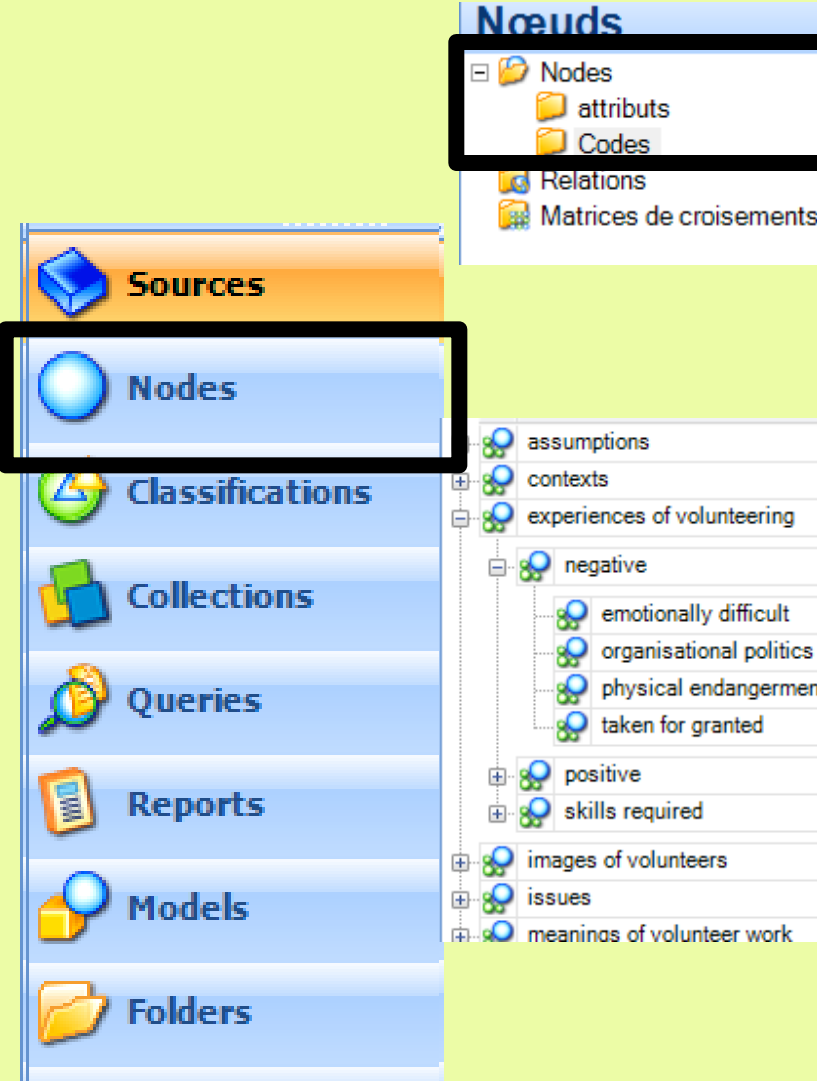 Nœuds
Nodes
attributs
Codes
Relations
Matrices de croisements
Sources
Nodes
Classifications
Collections
Queries
Reports
Models
Folders
assumptions
contexts
experiences of volunteering
negative
emotionally difficult
organisational politics
physical endangermen
taken for granted
positive
skills required
images of volunteers
issues
meanings of volunteer work